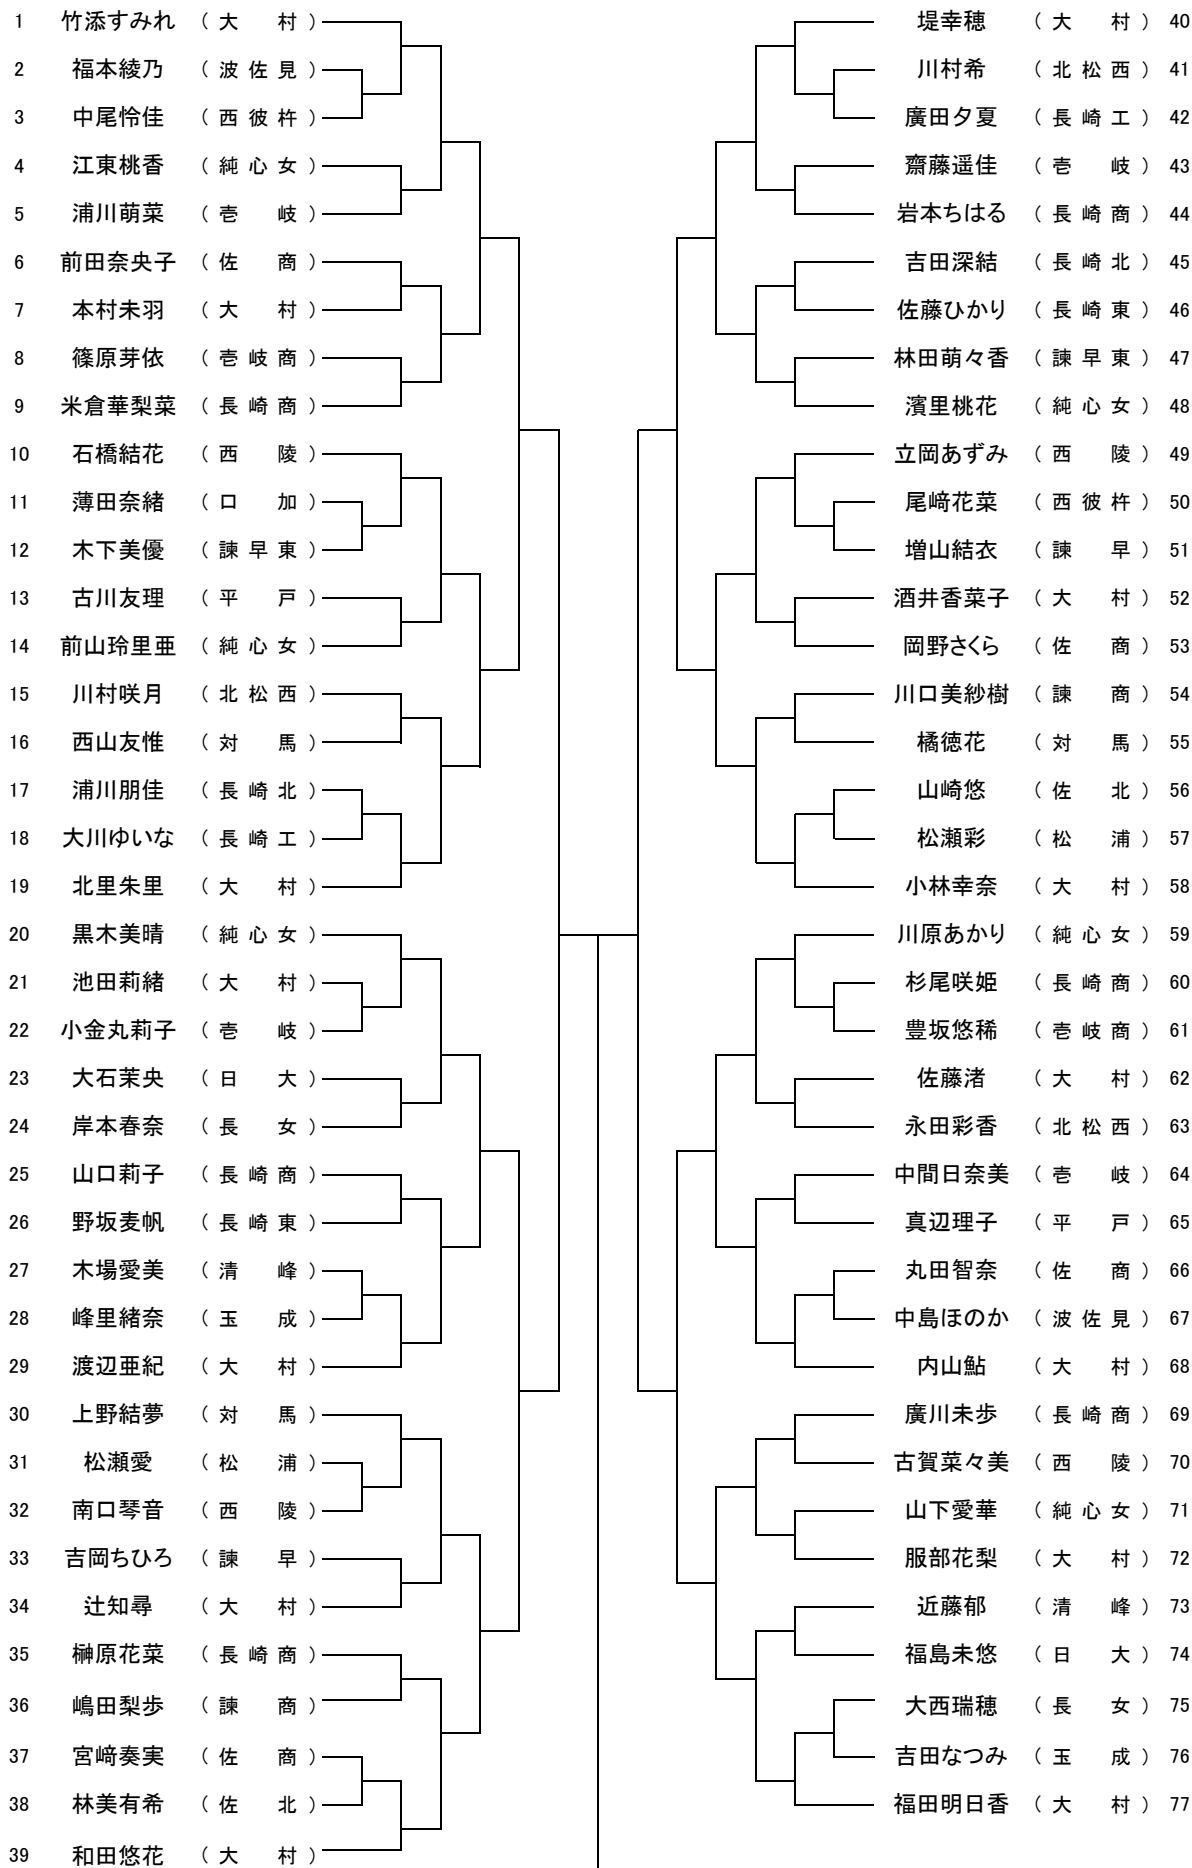 1 竹添すみれ （大村）
2 福本綾乃 （波佐見）
3 中尾怜佳 （西彼杵）
4 江東桃香 （純心女）
5 浦川萌菜 （壱岐）
6 前田奈央子 （佐商）
7 本村未羽 （大村）
8 篠原芽依 （壱岐商）
9 米倉華梨菜 （長崎商）
10 石橋結花 （西陵）
11 薄田奈緒 （口加）
12 木下美優 （諫早東）
13 古川友理 （平戸）
14 前山玲里亜 （純心女）
15 川村咲月 （北松西）
16 西山友惟 （対馬）
17 浦川朋佳 （長崎北）
18 大川ゆいな （長崎工）
19 北里朱里 （大村）
20 黒木美晴 （純心女）
21 池田莉緒 （大村）
22 小金丸莉子 （壱岐）
23 大石茉央 （日大）
24 岸本春奈 （長女）
25 山口莉子 （長崎商）
26 野坂麦帆 （長崎東）
27 木場愛美 （清峰）
28 峰里緒奈 （玉成）
29 渡辺亜紀 （大村）
30 上野結夢 （対馬）
31 松瀬愛 （松浦）
32 南口琴音 （西陵）
33 吉岡ちひろ （諫早）
34 辻知尋 （大村）
35 榊原花菜 （長崎商）
36 嶋田梨歩 （諫商）
37 宮﨑奏実 （佐商）
38 林美有希 （佐北）
39 和田悠花 （大村）
堤幸穂 （大村） 40
川村希 （北松西） 41
廣田夕夏 （長崎工） 42
齋藤遥佳 （壱岐） 43
岩本ちはる （長崎商） 44
吉田深結 （長崎北） 45
佐藤ひかり （長崎東） 46
林田萌々香 （諫早東） 47
濱里桃花 （純心女） 48
立岡あずみ （西陵） 49
尾﨑花菜 （西彼杵） 50
増山結衣 （諫早） 51
酒井香菜子 （大村） 52
岡野さくら （佐商） 53
川口美紗樹 （諫商） 54
橘徳花 （対馬） 55
山崎悠 （佐北） 56
松瀬彩 （松浦） 57
小林幸奈 （大村） 58
川原あかり （純心女） 59
杉尾咲姫 （長崎商） 60
豊坂悠稀 （壱岐商） 61
佐藤渚 （大村） 62
永田彩香 （北松西） 63
中間日奈美 （壱岐） 64
真辺理子 （平戸） 65
丸田智奈 （佐商） 66
中島ほのか （波佐見） 67
内山鮎 （大村） 68
廣川未歩 （長崎商） 69
古賀菜々美 （西陵） 70
山下愛華 （純心女） 71
服部花梨 （大村） 72
近藤郁 （清峰） 73
福島未悠 （日大） 74
大西瑞穂 （長女） 75
吉田なつみ （玉成） 76
福田明日香 （大村） 77